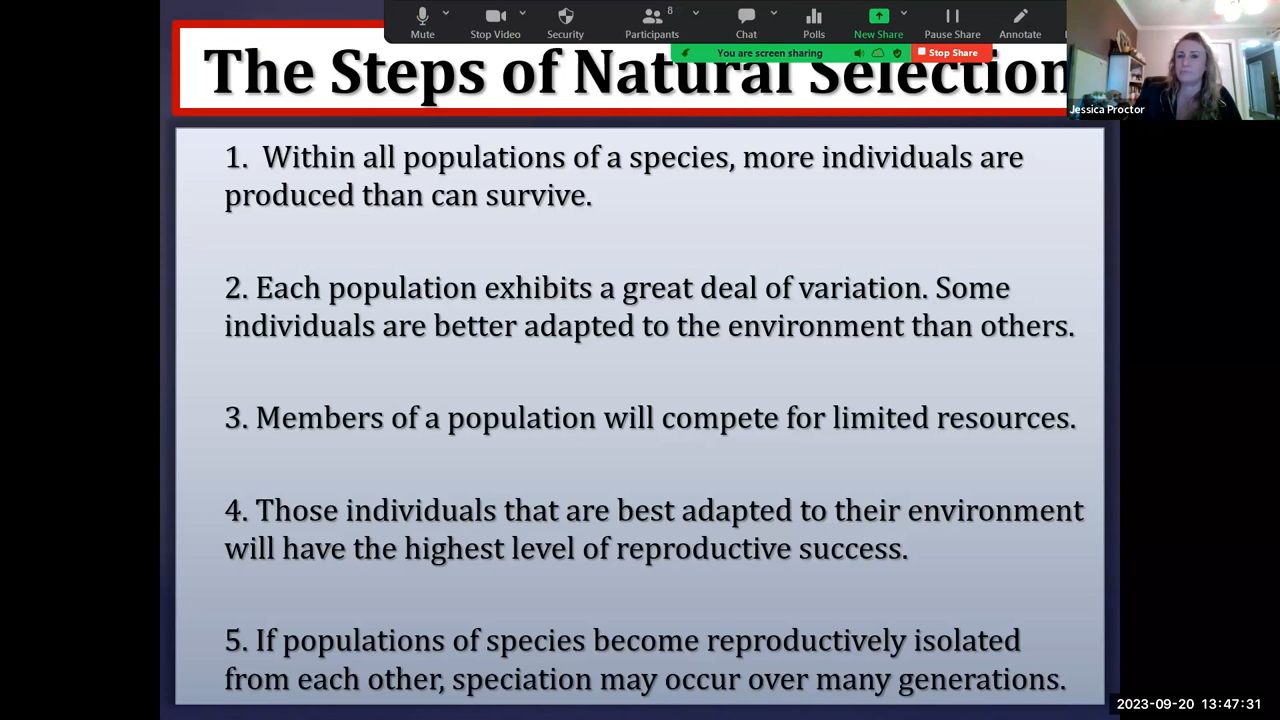 8
Mute
Stop Video
Security
Participants
Chat
Polls
New Share
Pause Share
Annotate
You are screen sharing
Stop Share
The Steps of Natural Selection
Jessica Proctor
1. Within all populations of a species, more individuals are
produced than can survive.
2. Each population exhibits a great deal of variation. Some
individuals are better adapted to the environment than others.
3. Members of a population will compete for limited resources.
4. Those individuals that are best adapted to their environment
will have the highest level of reproductive success.
5. If populations of species become reproductively isolated
from each other, speciation may occur over many generations.
2023-09-20 13:47:31